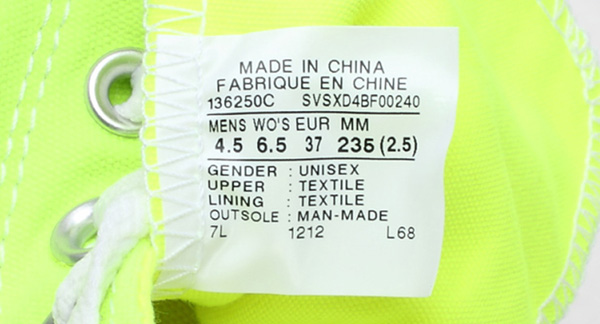 MADE IN CHINA
FABRIQUE EN CHINE
136250C SVSXD4BF00240
MENS WO'S EUR MM
4.5 6.5 37 235 (2.5)
GENDER : UNISEX
UPPER : TEXTILE
LINING : TEXTILE
OUTSOLE : MAN-MADE
7L 1212 L68